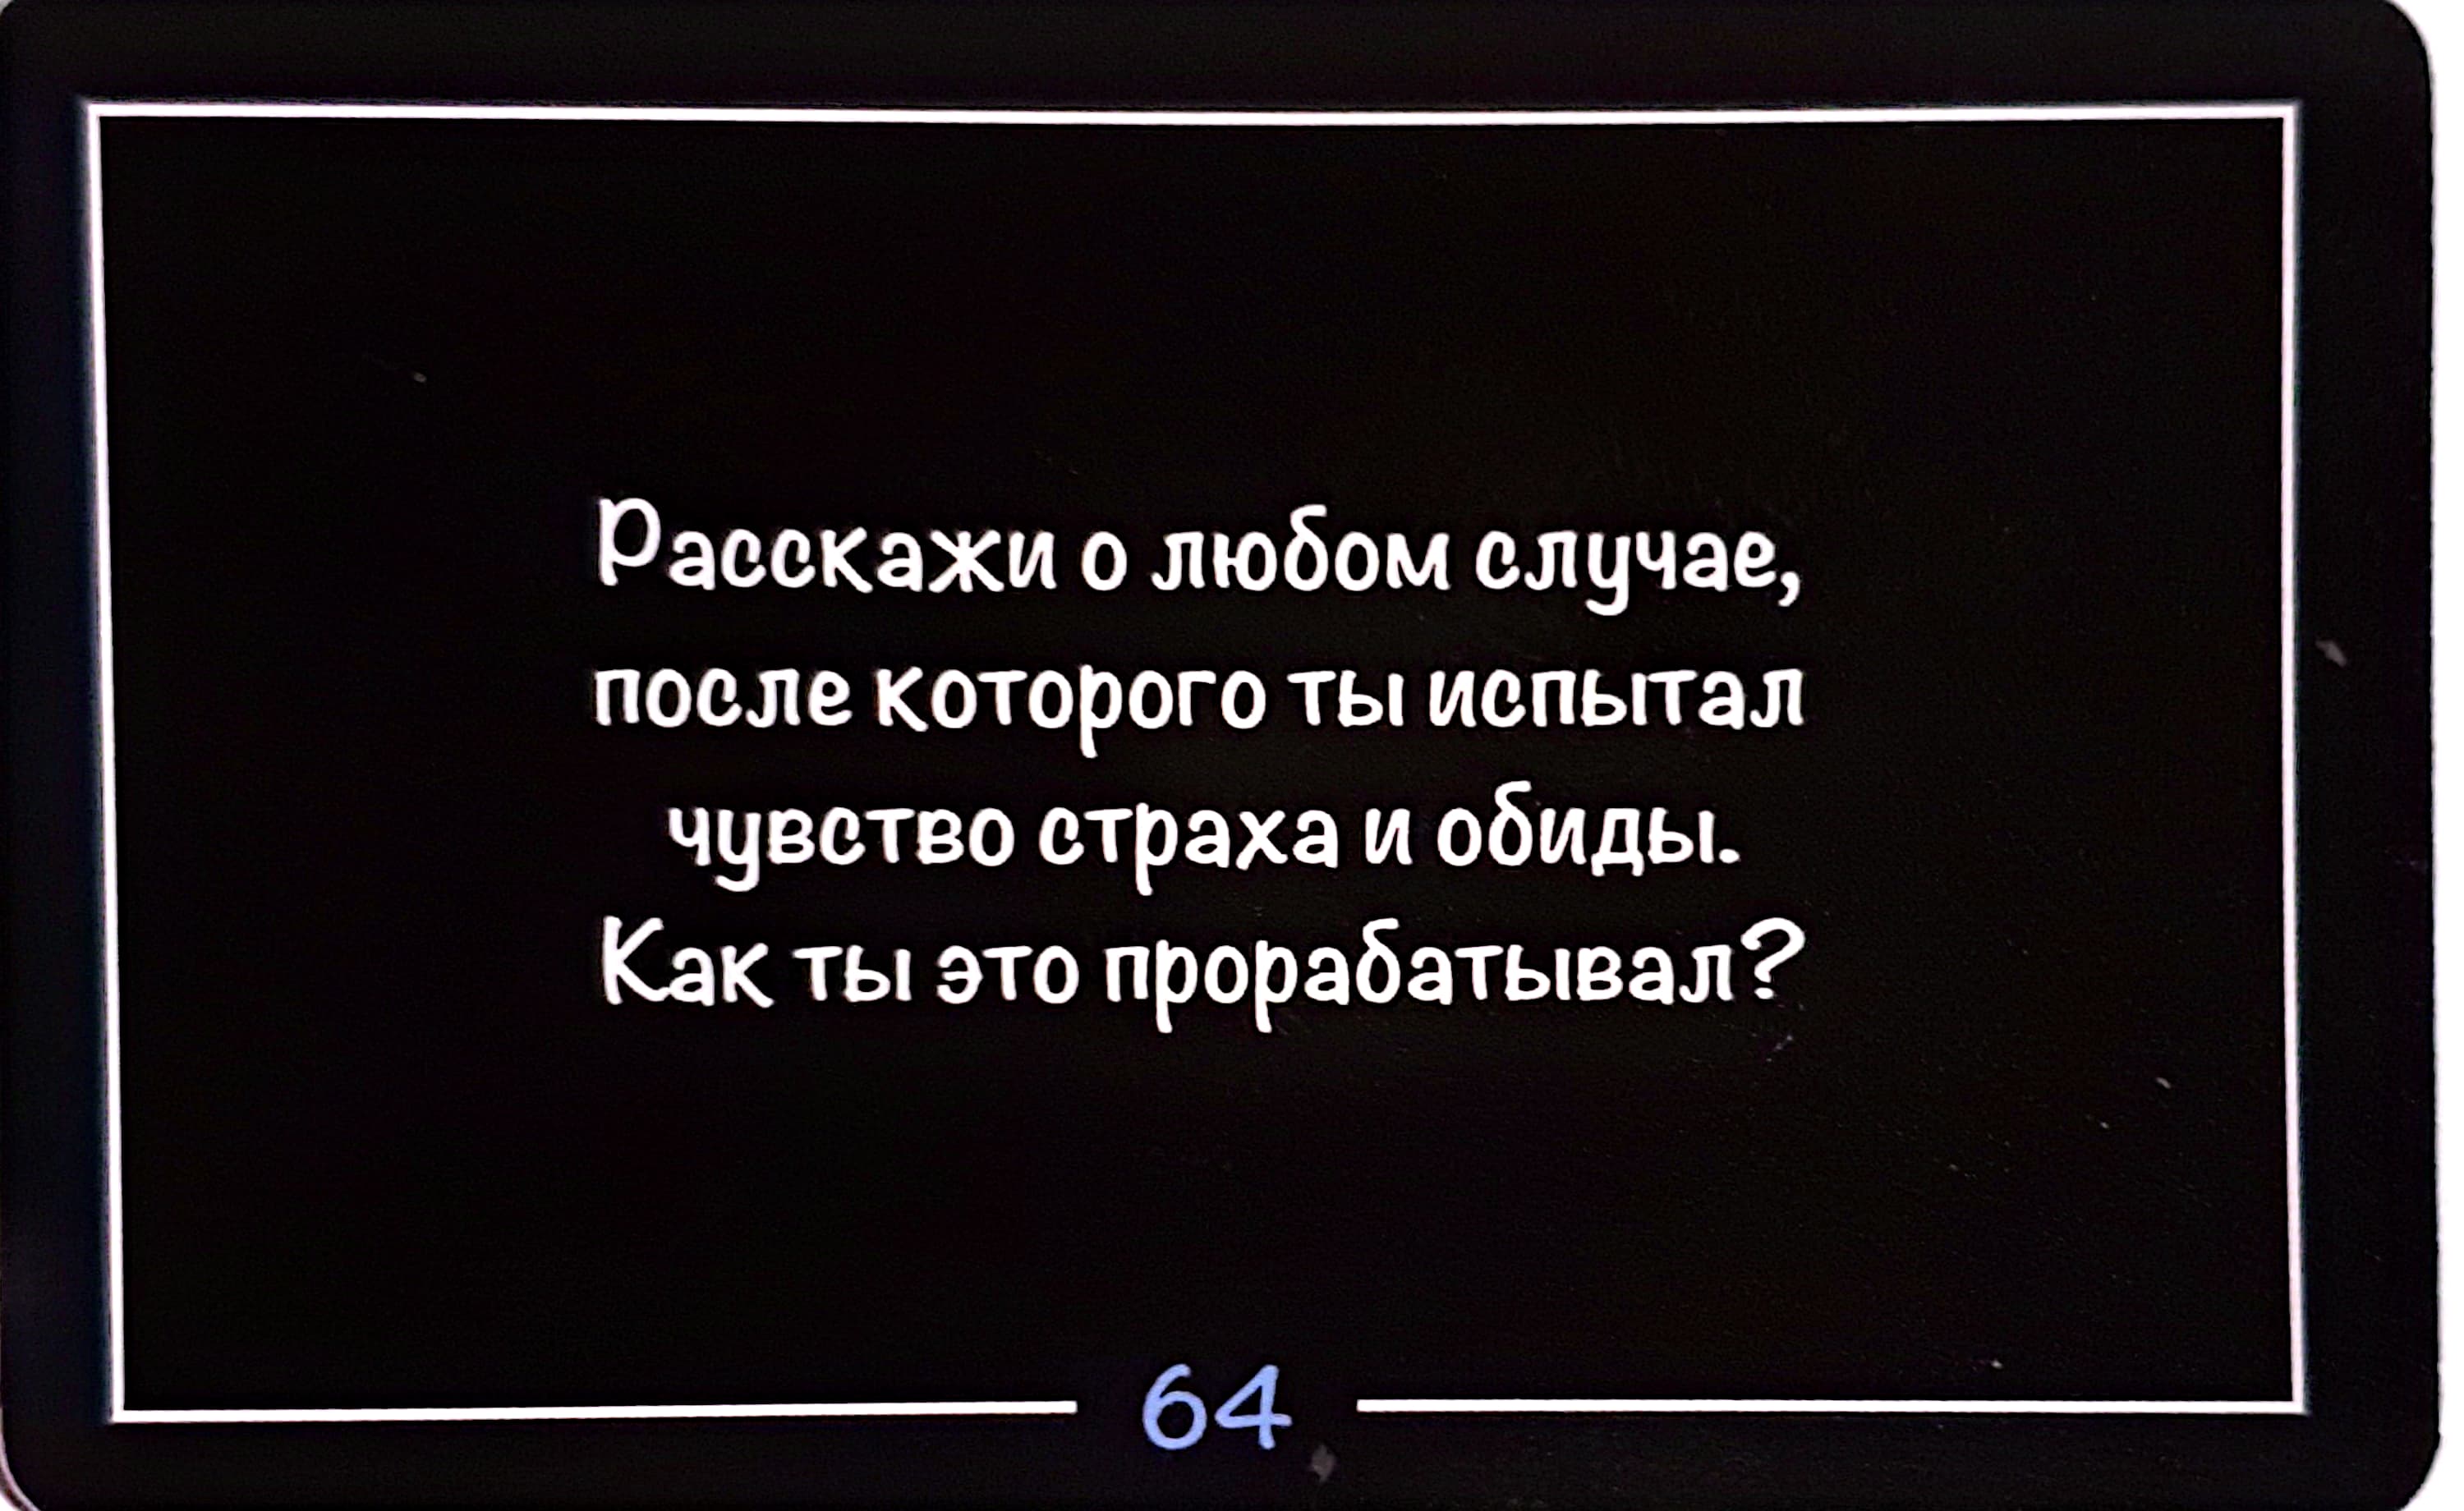 Расскажи о любом случае,
после которого ты испытал
чувство страха и обиды.
Как ты это прорабатывал?
64